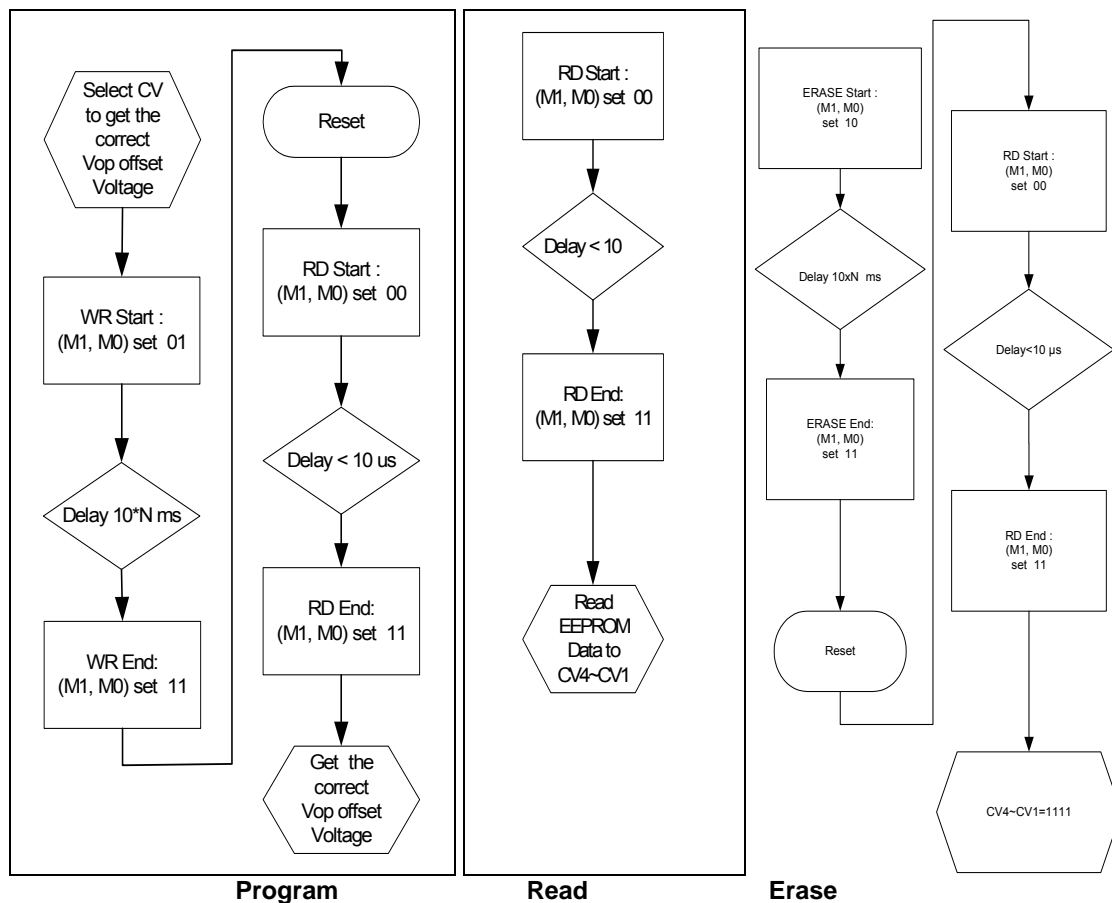 Select CV
to get the
correct
Vop offset
Voltage
WR Start :
(M1, M0) set 01
Delay 10*N ms
WR End:
(M1, M0) set 11
Reset
RD Start :
(M1, M0) set 00
Delay < 10 us
RD End:
(M1, M0) set 11
Get the
correct
Vop offset
Voltage
Program
RD Start :
(M1, M0) set 00
Delay < 10
RD End:
(M1, M0) set 11
Read
EEPROM
Data to
CV4~CV1
Read
ERASE Start :
(M1, M0)
set 10
Delay 10xN ms
ERASE End:
(M1, M0)
set 11
Reset
RD Start :
(M1, M0)
set 00
Delay<10 μs
RD End :
(M1, M0)
set 11
CV4~CV1=1111
Erase